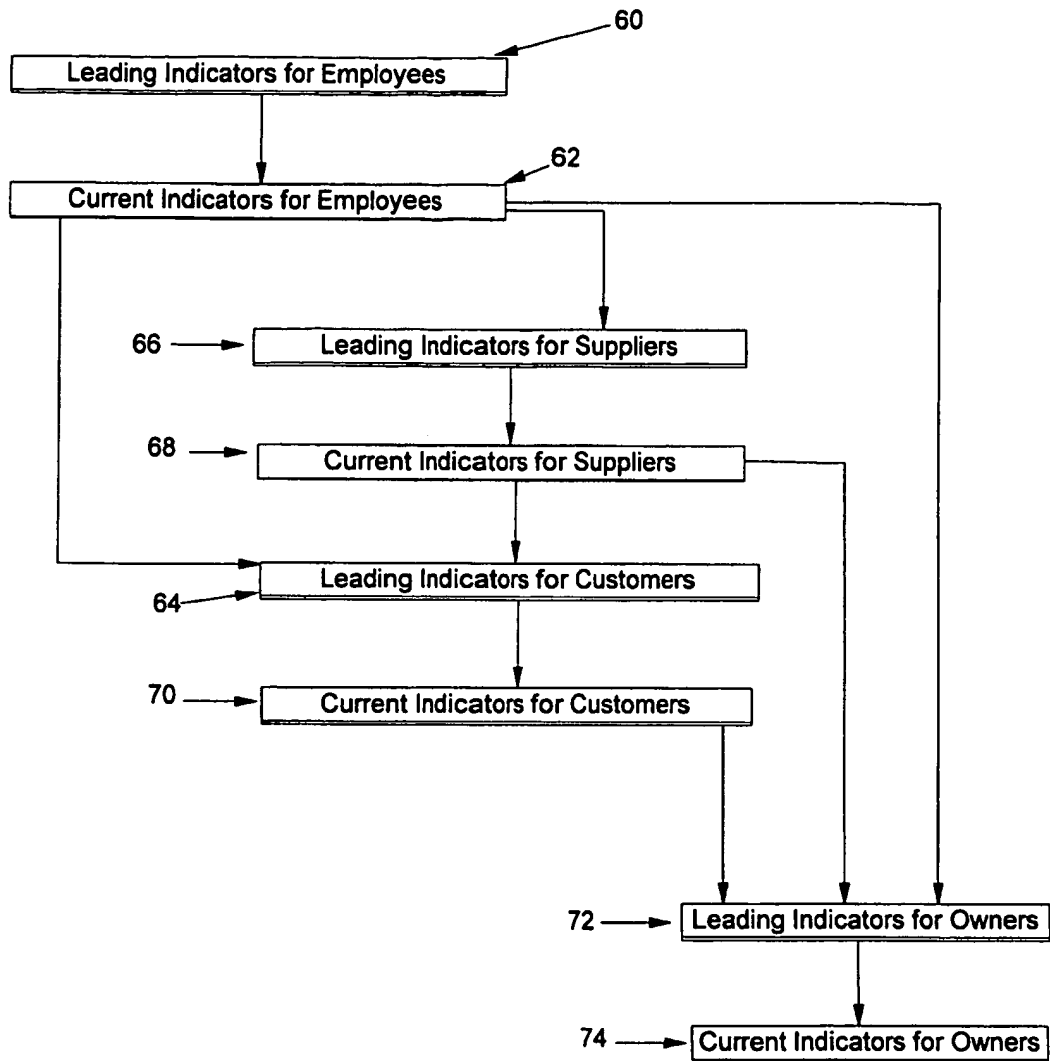 60
Leading Indicators for Employees
62
Current Indicators for Employees
66
Leading Indicators for Suppliers
68
Current Indicators for Suppliers
Leading Indicators for Customers
64
70
Current Indicators for Customers
72
Leading Indicators for Owners
74
Current Indicators for Owners